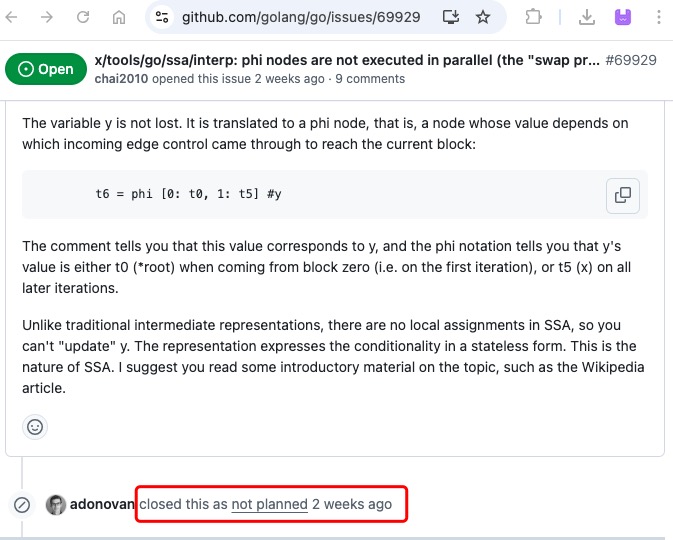 github.com/golang/go/issues/69929
Open
x/tools/go/ssa/interp: phi nodes are not executed in parallel (the "swap pr... #69929
chai2010 opened this issue 2 weeks ago · 9 comments
The variable y is not lost. It is translated to a phi node, that is, a node whose value depends on
which incoming edge control came through to reach the current block:
t6 = phi [0: t0, 1: t5] #y
The comment tells you that this value corresponds to y, and the phi notation tells you that y's
value is either t0 (*root) when coming from block zero (i.e. on the first iteration), or t5 (x) on all
later iterations.
Unlike traditional intermediate representations, there are no local assignments in SSA, so you
can't "update" y. The representation expresses the conditionality in a stateless form. This is the
nature of SSA. I suggest you read some introductory material on the topic, such as the Wikipedia
article.
adonovan closed this as not planned 2 weeks ago